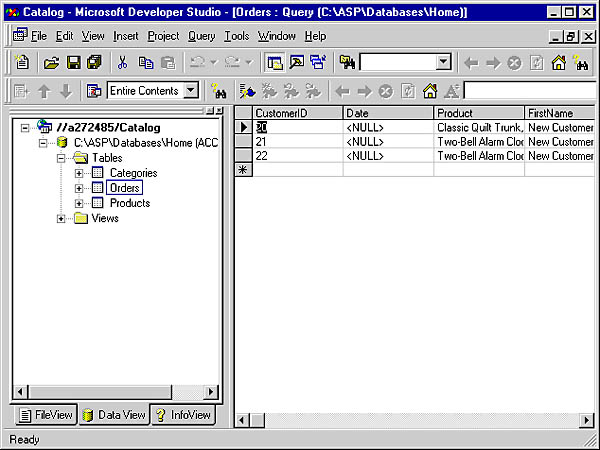 Catalog - Microsoft Developer Studio - [Orders : Query (C:\ASP\Databases\Home)]
File Edit View Insert Project Query Tools Window Help
Entire Contents
//a272485/Catalog
C:\ASP\Databases\Home (ACC
Tables
Categories
Orders
Products
Views
CustomerID Date Product FirstName
20 <NULL> Classic Quilt Trunk, New Customer
21 <NULL> Two-Bell Alarm Cloc New Customer
22 <NULL> Two-Bell Alarm Cloc New Customer
FileView Data View InfoView
Ready